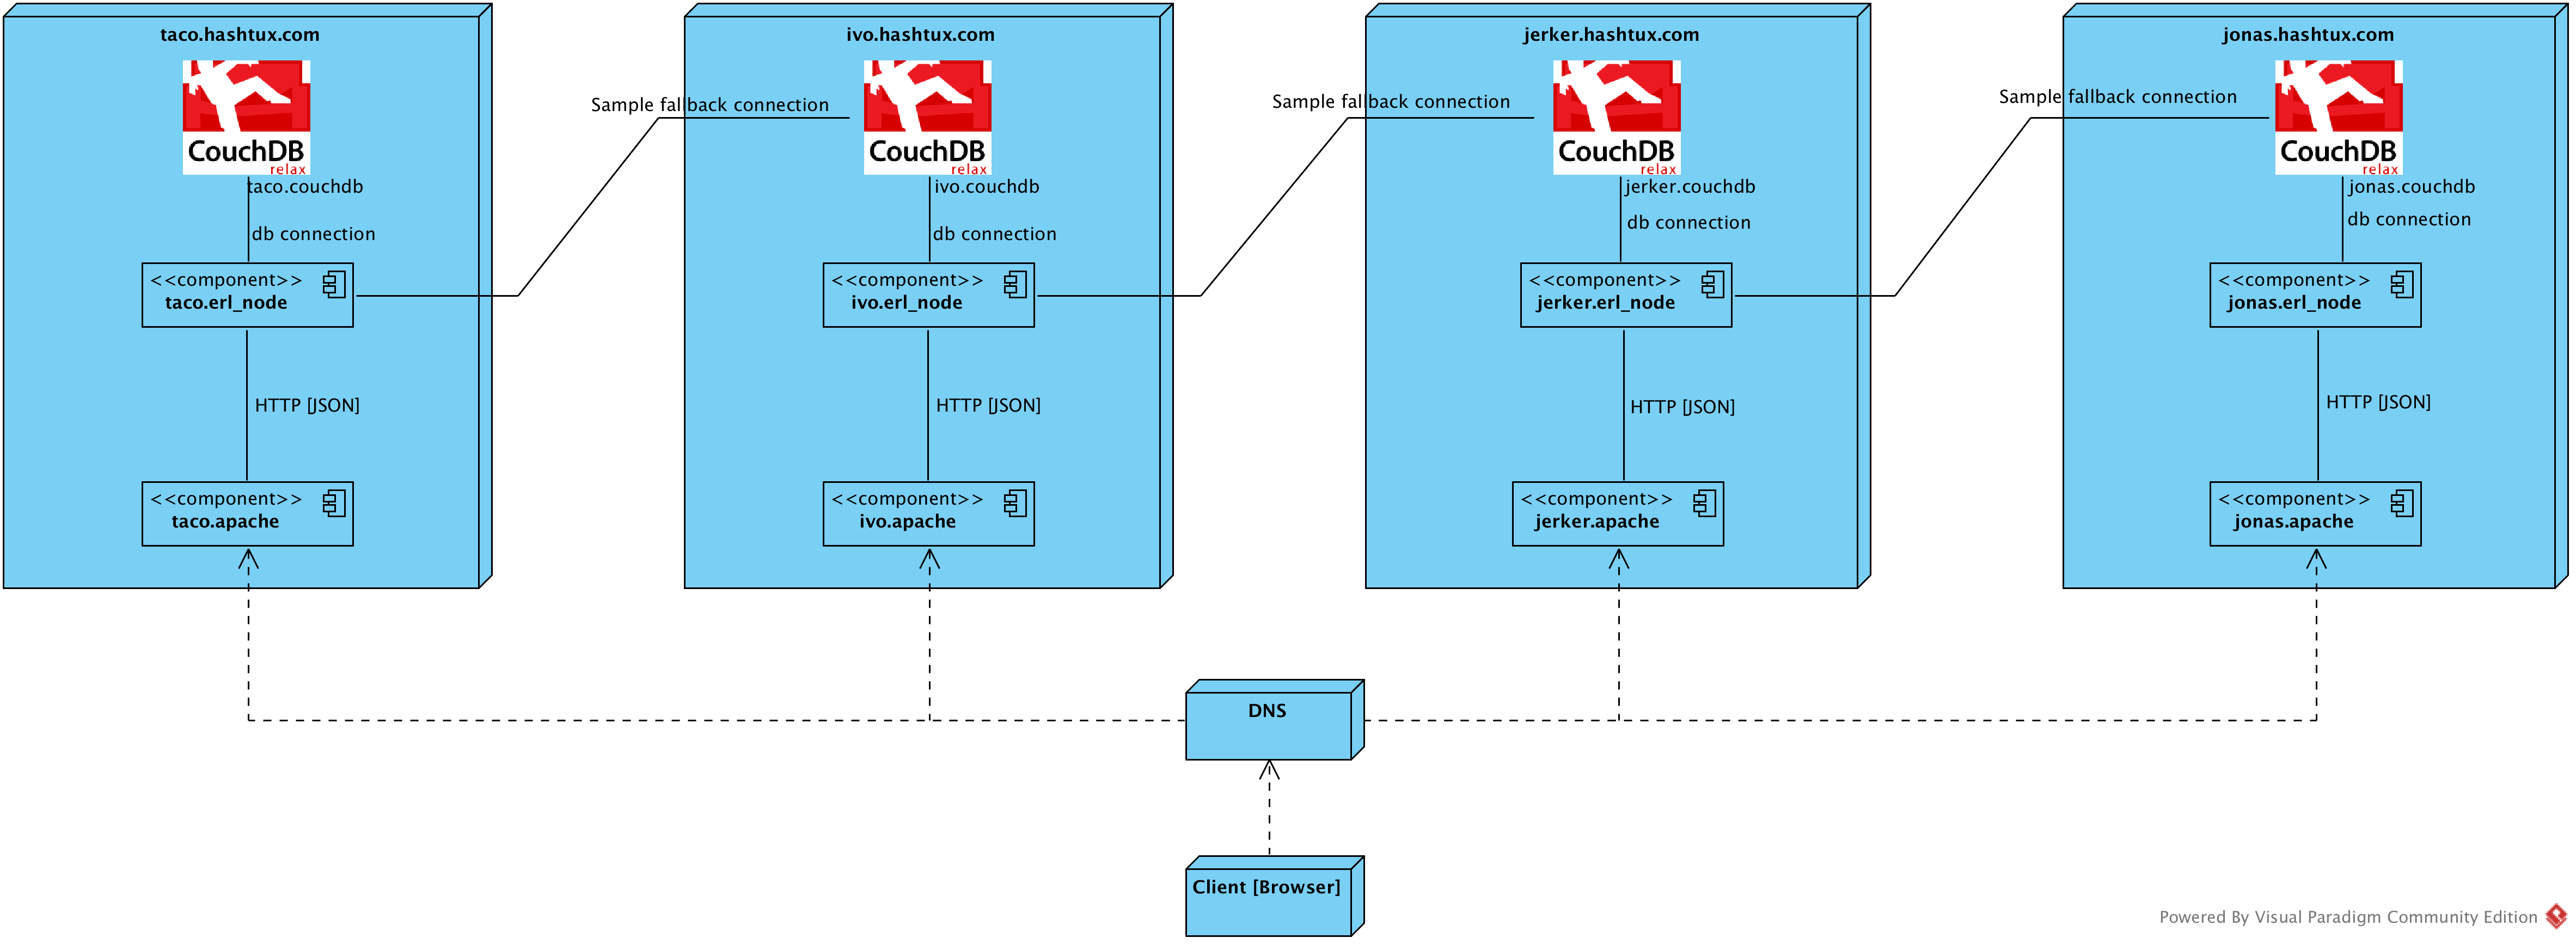 taco.hashtux.com
CouchDB
relax
taco.couchdb
db connection
<<component>>
taco.erl_node
HTTP [JSON]
<<component>>
taco.apache
Sample fallback connection
ivo.hashtux.com
CouchDB
relax
ivo.couchdb
db connection
<<component>>
ivo.erl_node
HTTP [JSON]
<<component>>
ivo.apache
Sample fallback connection
jerker.hashtux.com
CouchDB
relax
jerker.couchdb
db connection
<<component>>
jerker.erl_node
HTTP [JSON]
<<component>>
jerker.apache
Sample fallback connection
jonas.hashtux.com
CouchDB
relax
jonas.couchdb
db connection
<<component>>
jonas.erl_node
HTTP [JSON]
<<component>>
jonas.apache
DNS
Client [Browser]
Powered By Visual Paradigm Community Edition